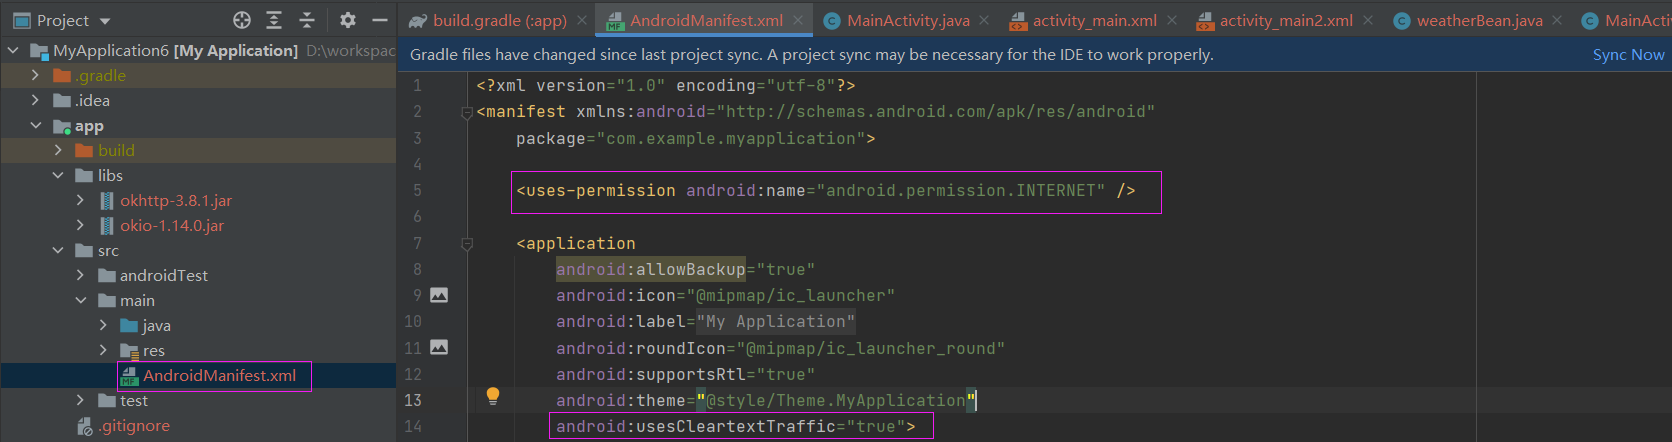 Project
MyApplication6 [My Application] D:\workspac
.gradle
.idea
app
build
libs
okhttp-3.8.1.jar
okio-1.14.0.jar
src
androidTest
main
java
res
MF AndroidManifest.xml
test
.gitignore
build.gradle (:app) MF AndroidManifest.xml C MainActivity.java activity_main.xml activity_main2.xml C weatherBean.java C MainActi
Gradle files have changed since last project sync. A project sync may be necessary for the IDE to work properly. Sync Now
1 <?xml version="1.0" encoding="utf-8"?>
2 <manifest xmlns:android="http://schemas.android.com/apk/res/android"
3 package="com.example.myapplication">
4
5 <uses-permission android:name="android.permission.INTERNET" />
6
7 <application
8 android:allowBackup="true"
9 android:icon="@mipmap/ic_launcher"
10 android:label="My Application"
11 android:roundIcon="@mipmap/ic_launcher_round"
12 android:supportsRtl="true"
13 android:theme="@style/Theme.MyApplication"
14 android:usesCleartextTraffic="true">